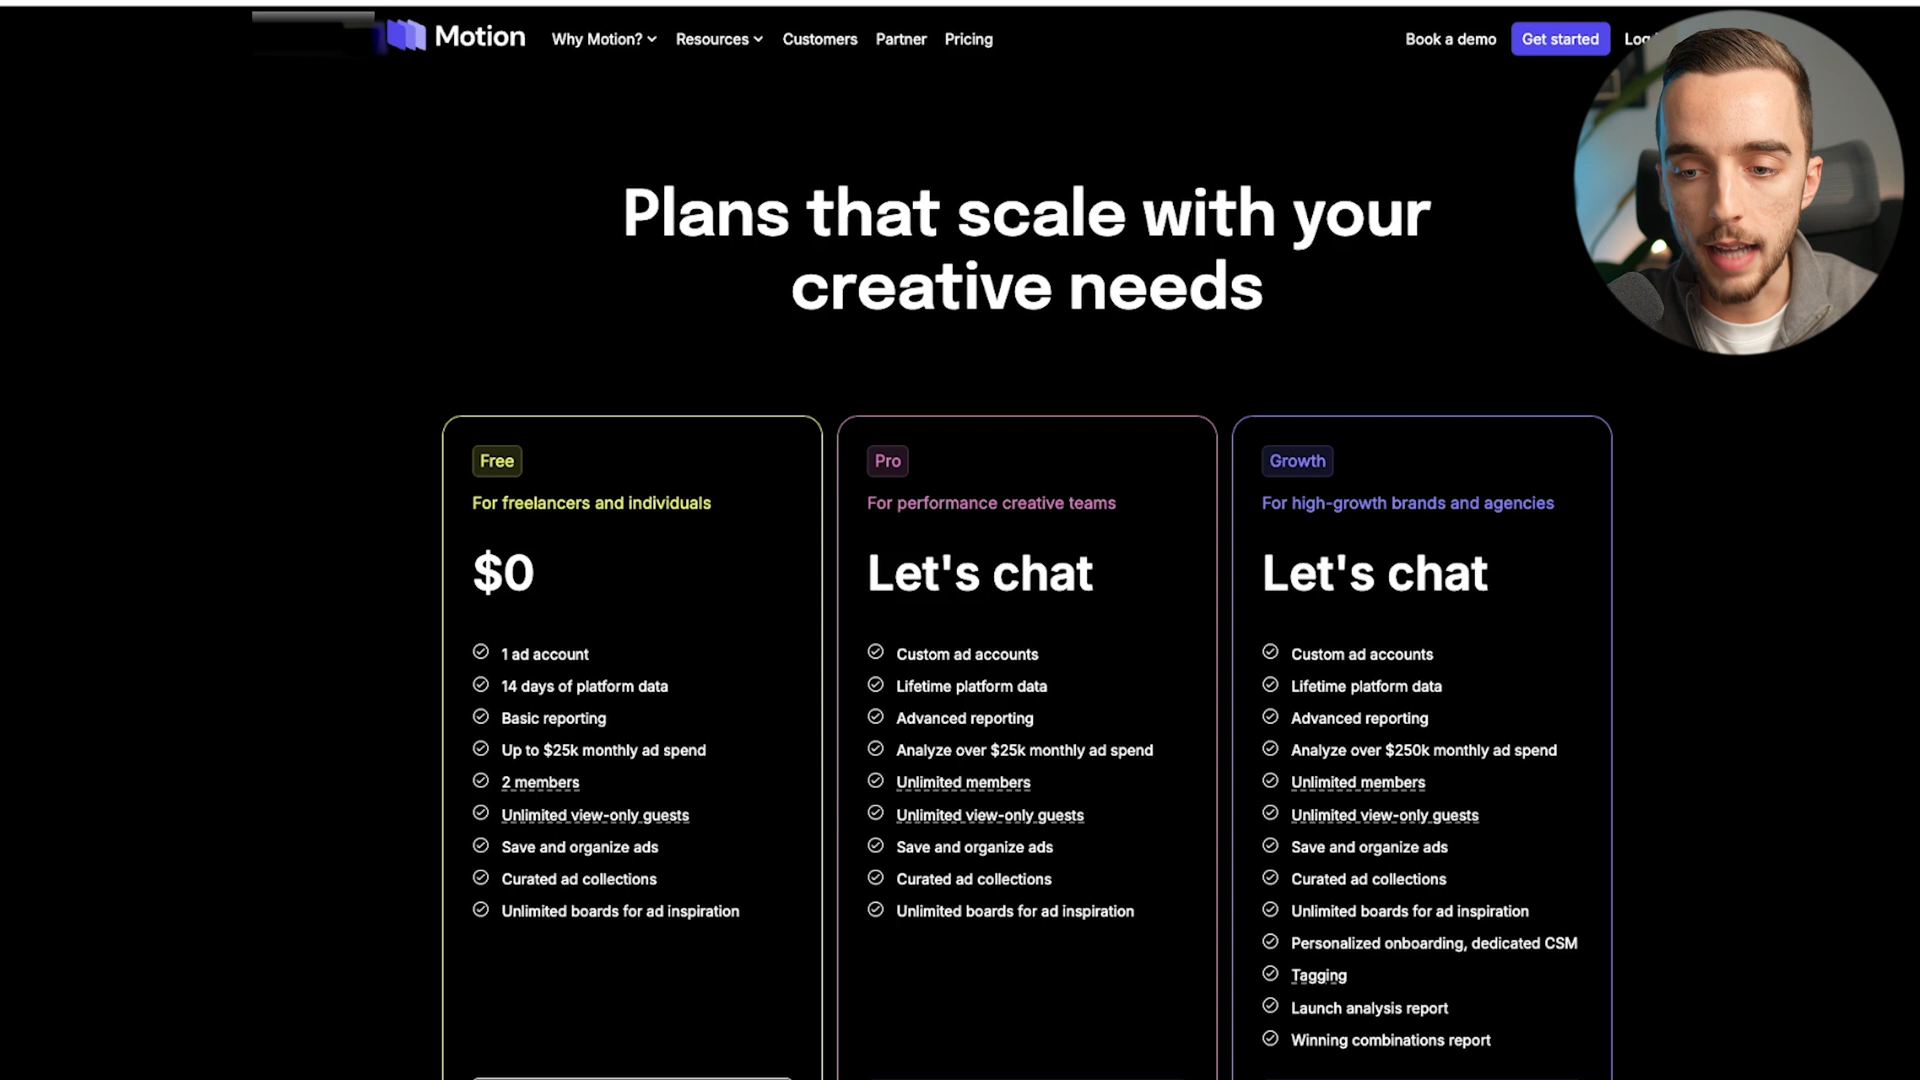 Motion
Why Motion?
Resources
Customers
Partner
Pricing
Book a demo
Get started
Plans that scale with your
creative needs
Free
For freelancers and individuals
$0
1 ad account
14 days of platform data
Basic reporting
Up to $25k monthly ad spend
2 members
Unlimited view-only guests
Save and organize ads
Curated ad collections
Unlimited boards for ad inspiration
Pro
For performance creative teams
Let's chat
Custom ad accounts
Lifetime platform data
Advanced reporting
Analyze over $25k monthly ad spend
Unlimited members
Unlimited view-only guests
Save and organize ads
Curated ad collections
Unlimited boards for ad inspiration
Growth
For high-growth brands and agencies
Let's chat
Custom ad accounts
Lifetime platform data
Advanced reporting
Analyze over $250k monthly ad spend
Unlimited members
Unlimited view-only guests
Save and organize ads
Curated ad collections
Unlimited boards for ad inspiration
Personalized onboarding, dedicated CSM
Tagging
Launch analysis report
Winning combinations report